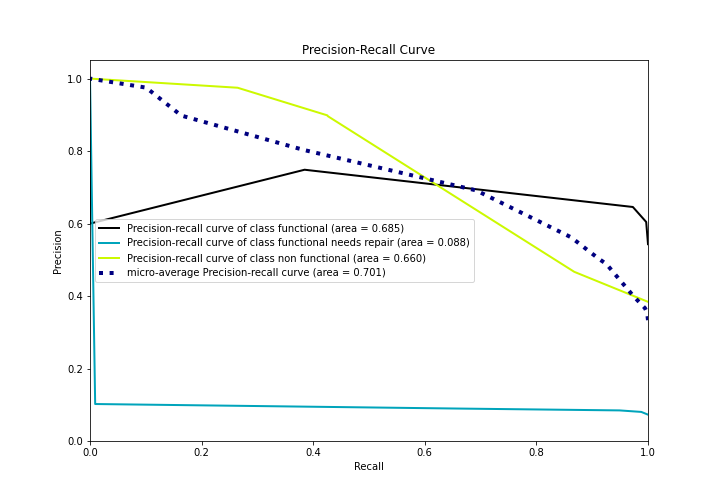 Precision-Recall Curve
Precision
1.0
0.8
0.6
0.4
0.2
0.0
Precision-recall curve of class functional (area = 0.685)
Precision-recall curve of class functional needs repair (area = 0.088)
Precision-recall curve of class non functional (area = 0.660)
micro-average Precision-recall curve (area = 0.701)
0.0 0.2 0.4 0.6 0.8 1.0
Recall